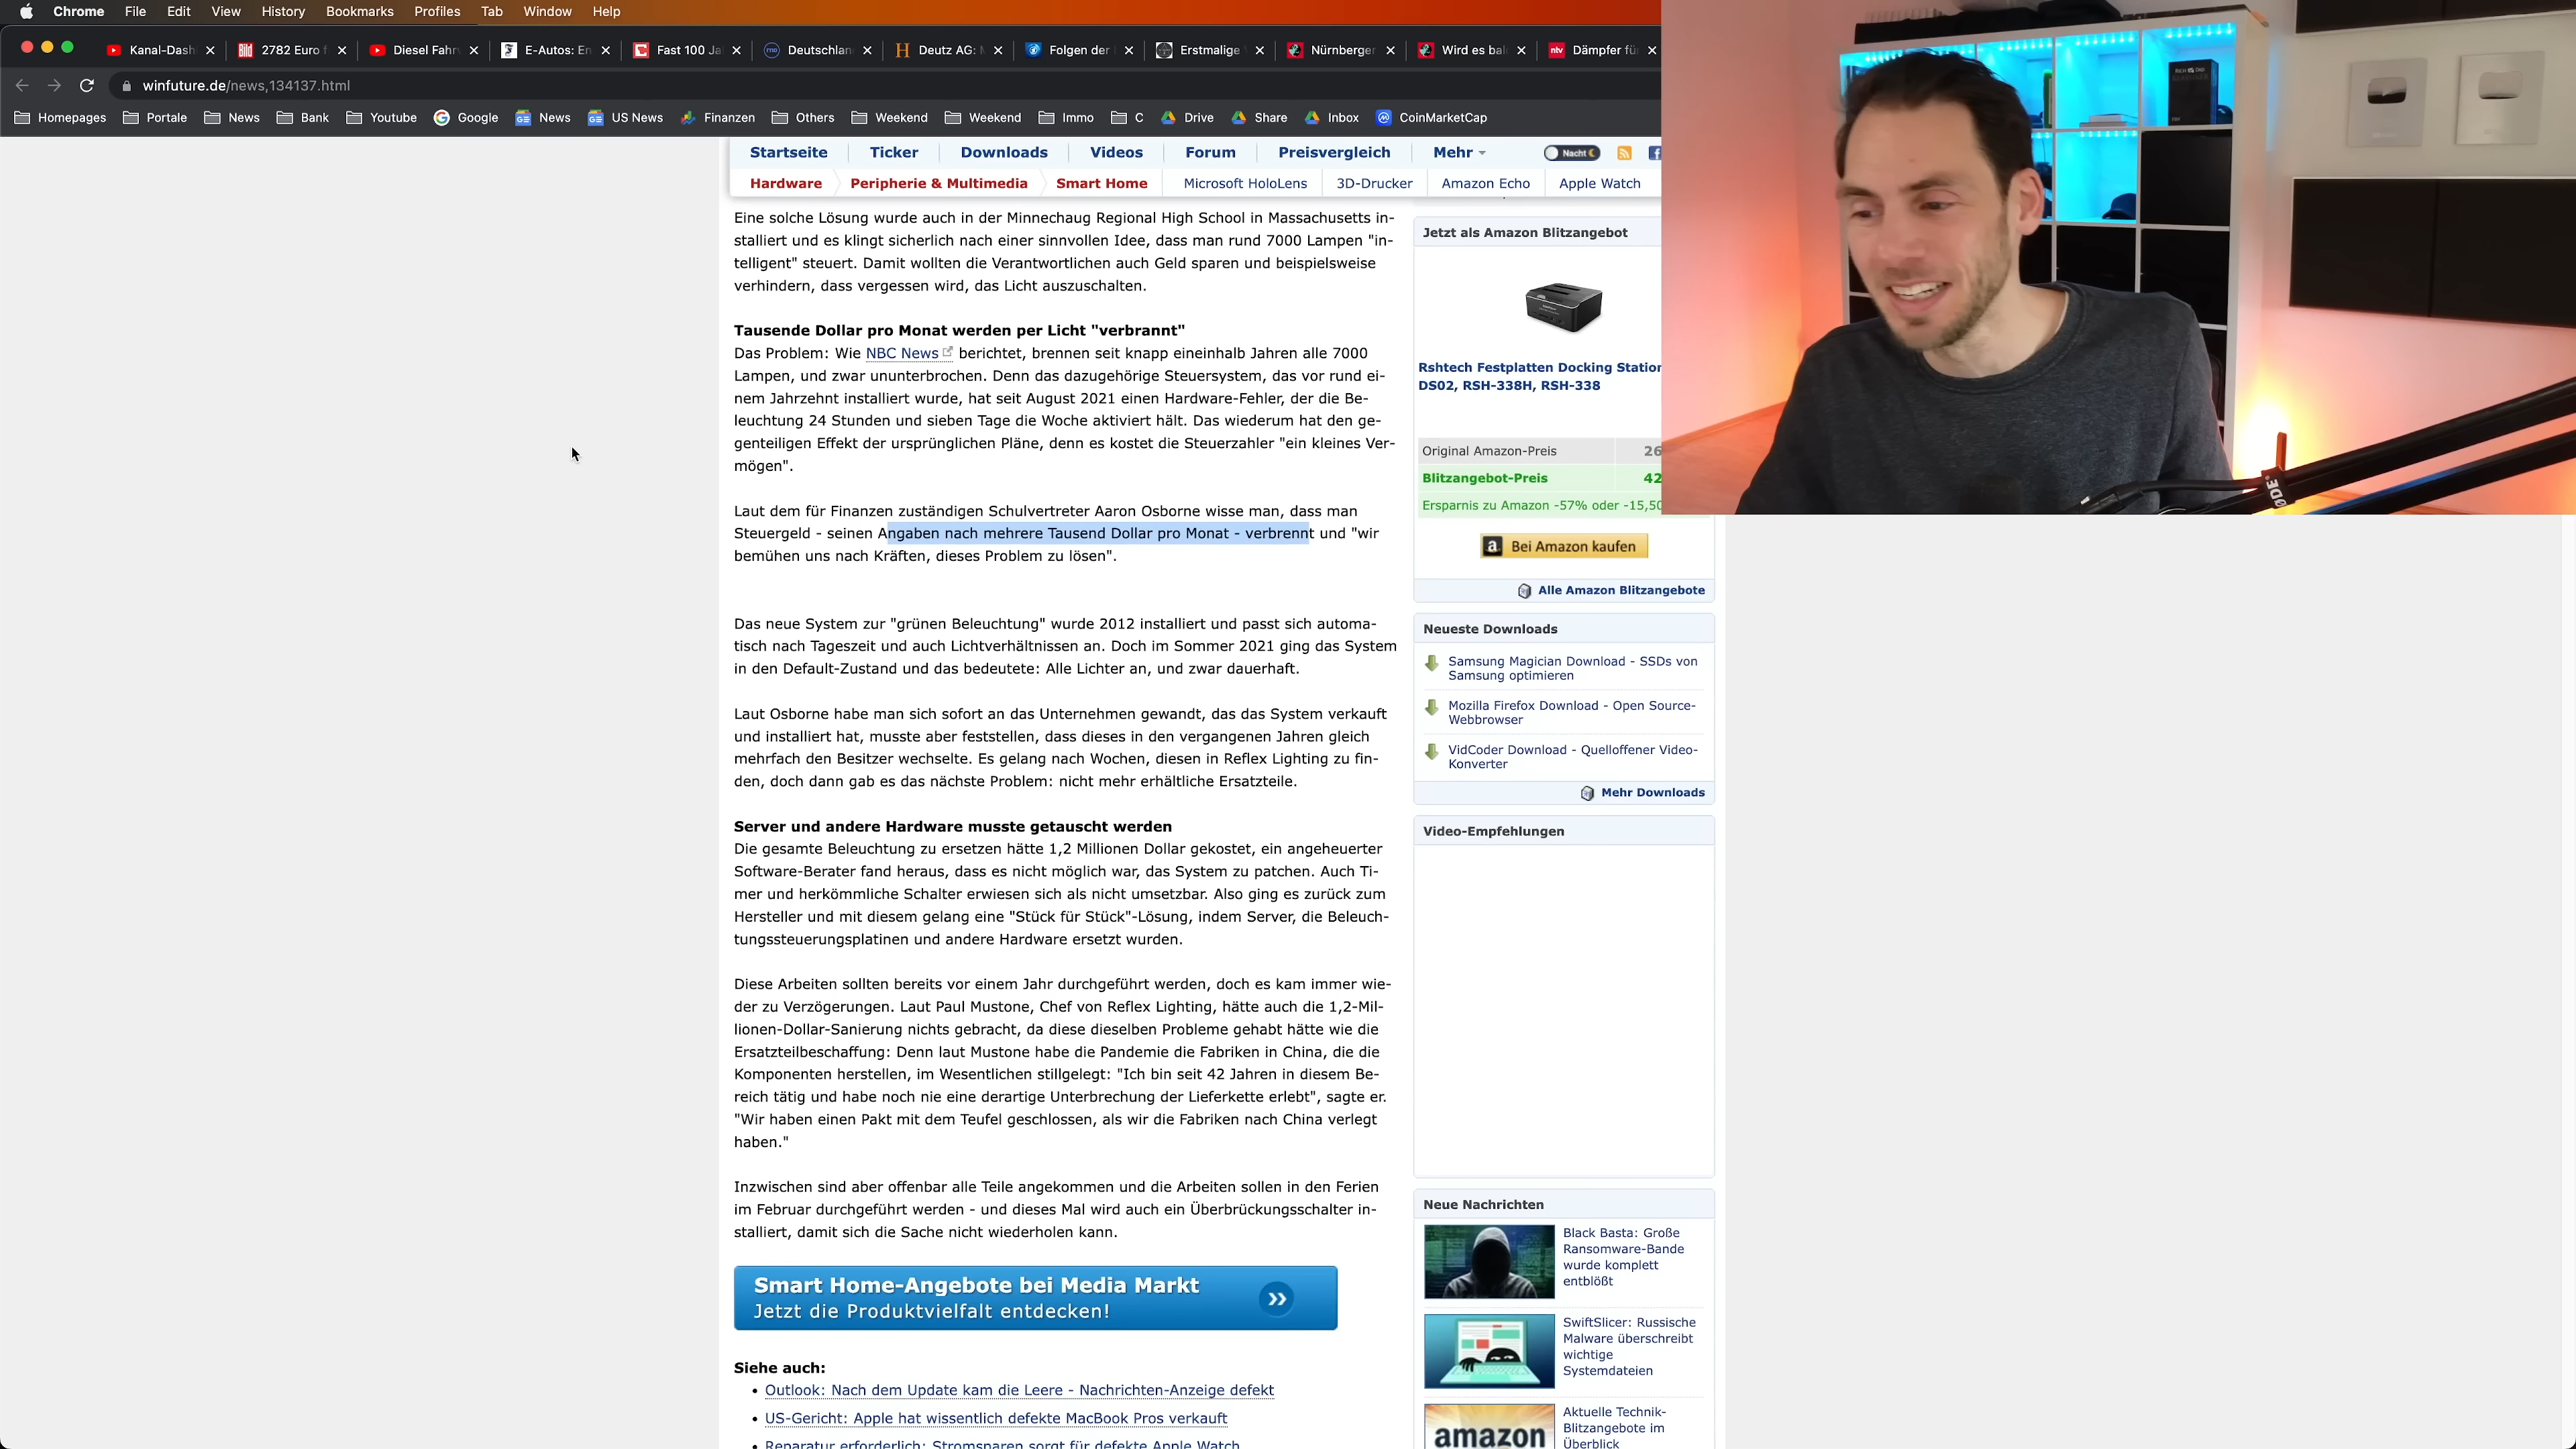 Chrome File Edit View History Bookmarks Profiles Tab Window Help
Kanal-Dash 2782 Euro f Diesel Fahrv E-Autos: En Fast 100 Ja Deutschlan Deutz AG: Folgen der Erstmalige Nürnberger Wird es bal Dämpfer fü
winfuture.de/news,134137.html
Homepages Portale News Bank Youtube Google News US News Finanzen Others Weekend Weekend Immo C Drive Share Inbox CoinMarketCap
Startseite Ticker Downloads Videos Forum Preisvergleich Mehr Nacht
Hardware Peripherie & Multimedia Smart Home Microsoft HoloLens 3D-Drucker Amazon Echo Apple Watch
Eine solche Lösung wurde auch in der Minnechaug Regional High School in Massachusetts in-
stalliert und es klingt sicherlich nach einer sinnvollen Idee, dass man rund 7000 Lampen "in-
telligent" steuert. Damit wollten die Verantwortlichen auch Geld sparen und beispielsweise
verhindern, dass vergessen wird, das Licht auszuschalten.
Tausende Dollar pro Monat werden per Licht "verbrannt"
Das Problem: Wie NBC News berichtet, brennen seit knapp eineinhalb Jahren alle 7000
Lampen, und zwar ununterbrochen. Denn das dazugehörige Steuersystem, das vor rund ei-
nem Jahrzehnt installiert wurde, hat seit August 2021 einen Hardware-Fehler, der die Be-
leuchtung 24 Stunden und sieben Tage die Woche aktiviert hält. Das wiederum hat den ge-
genteiligen Effekt der ursprünglichen Pläne, denn es kostet die Steuerzahler "ein kleines Ver-
mögen".
Laut dem für Finanzen zuständigen Schulvertreter Aaron Osborne wisse man, dass man
Steuergeld - seinen Angaben nach mehrere Tausend Dollar pro Monat - verbrennt und "wir
bemühen uns nach Kräften, dieses Problem zu lösen".
Das neue System zur "grünen Beleuchtung" wurde 2012 installiert und passt sich automa-
tisch nach Tageszeit und auch Lichtverhältnissen an. Doch im Sommer 2021 ging das System
in den Default-Zustand und das bedeutete: Alle Lichter an, und zwar dauerhaft.
Laut Osborne habe man sich sofort an das Unternehmen gewandt, das das System verkauft
und installiert hat, musste aber feststellen, dass dieses in den vergangenen Jahren gleich
mehrfach den Besitzer wechselte. Es gelang nach Wochen, diesen in Reflex Lighting zu fin-
den, doch dann gab es das nächste Problem: nicht mehr erhältliche Ersatzteile.
Server und andere Hardware musste getauscht werden
Die gesamte Beleuchtung zu ersetzen hätte 1,2 Millionen Dollar gekostet, ein angeheuerter
Software-Berater fand heraus, dass es nicht möglich war, das System zu patchen. Auch Ti-
mer und herkömmliche Schalter erwiesen sich als nicht umsetzbar. Also ging es zurück zum
Hersteller und mit diesem gelang eine "Stück für Stück"-Lösung, indem Server, die Beleuch-
tungssteuerungsplatinen und andere Hardware ersetzt wurden.
Diese Arbeiten sollten bereits vor einem Jahr durchgeführt werden, doch es kam immer wie-
der zu Verzögerungen. Laut Paul Mustone, Chef von Reflex Lighting, hätte auch die 1,2-Mil-
lionen-Dollar-Sanierung nichts gebracht, da diese dieselben Probleme gehabt hätte wie die
Ersatzteilbeschaffung: Denn laut Mustone habe die Pandemie die Fabriken in China, die die
Komponenten herstellen, im Wesentlichen stillgelegt: "Ich bin seit 42 Jahren in diesem Be-
reich tätig und habe noch nie eine derartige Unterbrechung der Lieferkette erlebt", sagte er.
"Wir haben einen Pakt mit dem Teufel geschlossen, als wir die Fabriken nach China verlegt
haben."
Inzwischen sind aber offenbar alle Teile angekommen und die Arbeiten sollen in den Ferien
im Februar durchgeführt werden - und dieses Mal wird auch ein Überbrückungsschalter in-
stalliert, damit sich die Sache nicht wiederholen kann.
Smart Home-Angebote bei Media Markt
Jetzt die Produktvielfalt entdecken!
Siehe auch:
• Outlook: Nach dem Update kam die Leere - Nachrichten-Anzeige defekt
• US-Gericht: Apple hat wissentlich defekte MacBook Pros verkauft
• Reparatur erforderlich: Stromsparen sorgt für defekte Apple Watch
Jetzt als Amazon Blitzangebot
Rshtech Festplatten Docking Station
DS02, RSH-338H, RSH-338
Original Amazon-Preis 26
Blitzangebot-Preis 42
Ersparnis zu Amazon -57% oder -15,50
Bei Amazon kaufen
Alle Amazon Blitzangebote
Neueste Downloads
Samsung Magician Download - SSDs von
Samsung optimieren
Mozilla Firefox Download - Open Source-
Webbrowser
VidCoder Download - Quelloffener Video-
Konverter
Mehr Downloads
Video-Empfehlungen
Neue Nachrichten
Black Basta: Große
Ransomware-Bande
wurde komplett
entblößt
SwiftSlicer: Russische
Malware überschreibt
wichtige
Systemdateien
amazon
Aktuelle Technik-
Blitzangebote im
Überblick